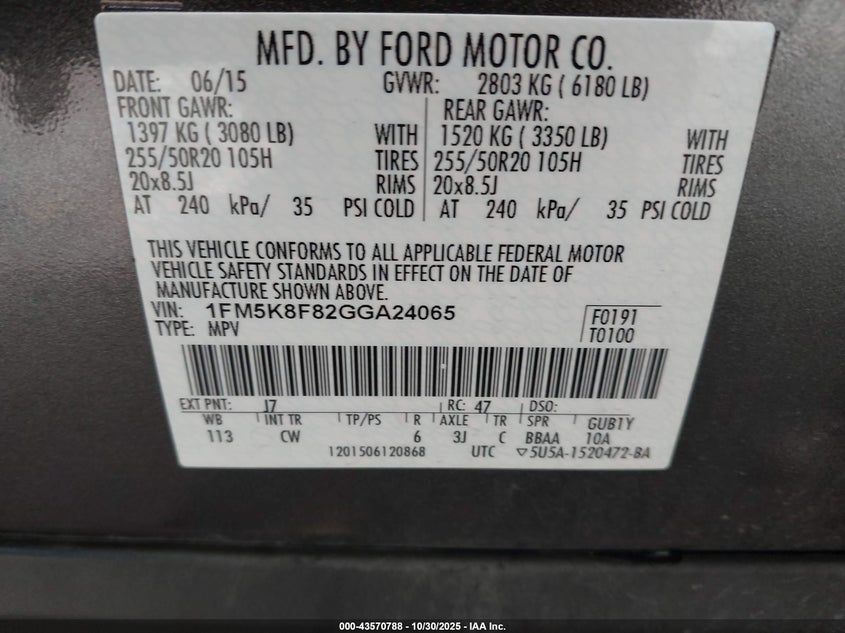 MFD. BY FORD MOTOR CO.
DATE: 06/15 GVWR: 2803 KG ( 6180 LB)
FRONT GAWR: REAR GAWR:
1397 KG ( 3080 LB) WITH 1520 KG ( 3350 LB) WITH
255/50R20 105H TIRES 255/50R20 105H TIRES
20x8.5J RIMS 20x8.5J RIMS
AT 240 kPa/ 35 PSI COLD AT 240 kPa/ 35 PSI COLD
THIS VEHICLE CONFORMS TO ALL APPLICABLE FEDERAL MOTOR
VEHICLE SAFETY STANDARDS IN EFFECT ON THE DATE OF
MANUFACTURE SHOWN ABOVE.
VIN: 1FM5K8F82GGA24065 F0191
TYPE: MPV T0100
EXT PNT: J7 RC: 47 DSO:
WB INT TR TP/PS R AXLE TR SPR GUB1Y
113 CW 6 3J C BBAA 10A
1201506120868 UTC ▽5U5A-1520472-BA
000-43570788 - 10/30/2025 - IAA Inc.